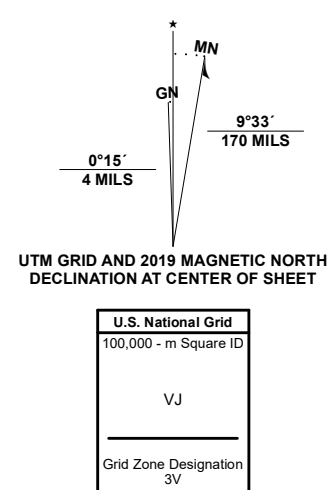 ★
MN
GN
9°33´
170 MILS
0°15´
4 MILS
UTM GRID AND 2019 MAGNETIC NORTH
DECLINATION AT CENTER OF SHEET
U.S. National Grid
100,000 - m Square ID
VJ
Grid Zone Designation
3V